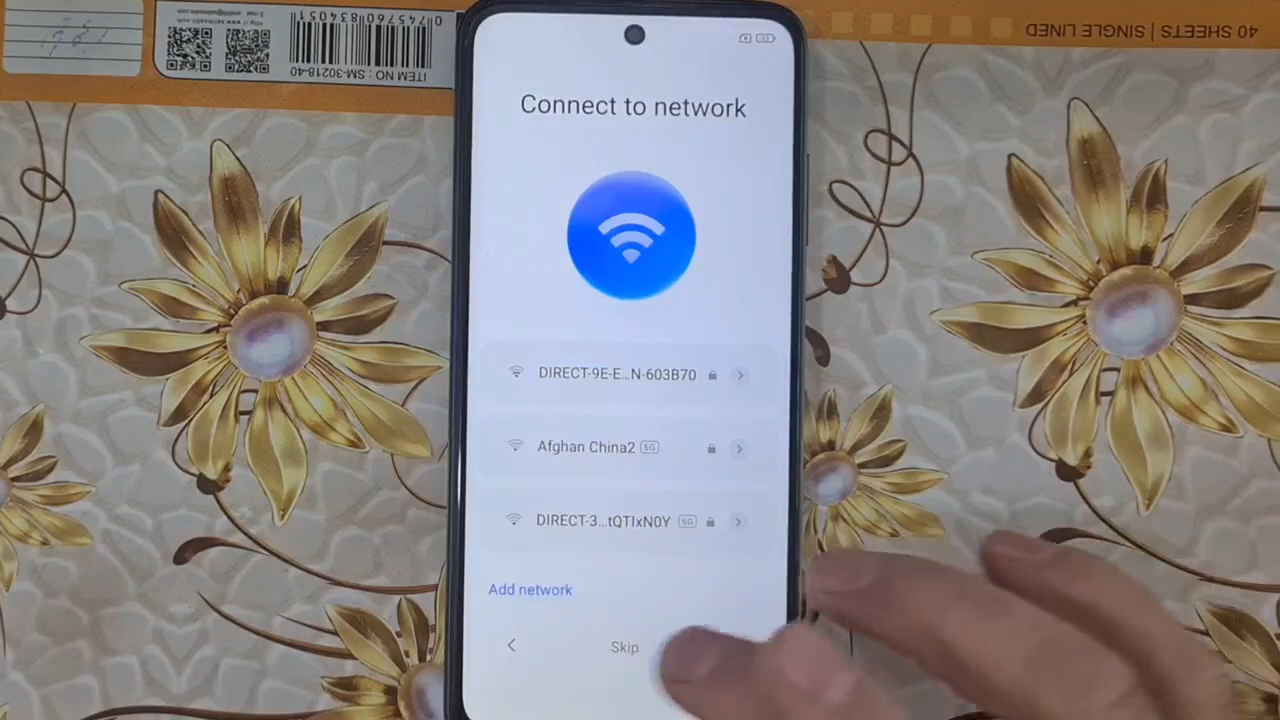 40 SHEETS | SINGLE LINED
ITEM NO : SM-30218-40
Connect to network
DIRECT-9E-E...N-603B70
Afghan China2 5G
DIRECT-3...tQTIxN0Y 5G
Add network
Skip